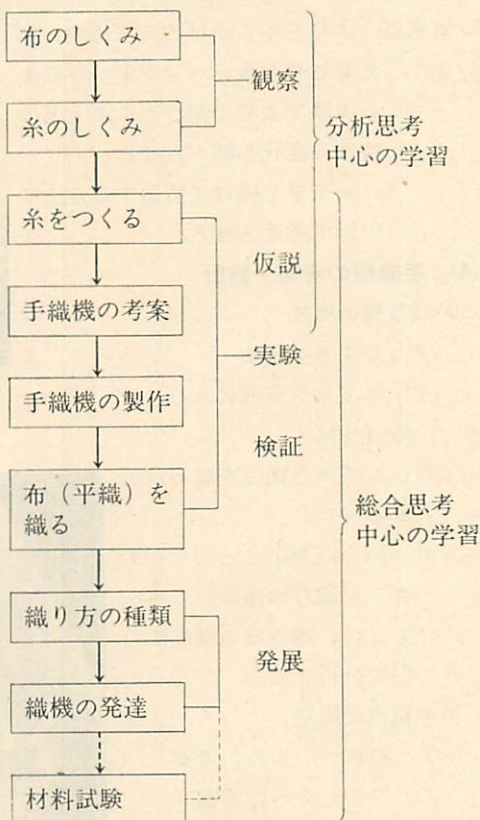 布のしくみ
観察
糸のしくみ
分析思考
中心の学習
糸をつくる
仮説
手織機の考案
実験
手織機の製作
検証
布（平織）を
織る
総合思考
中心の学習
織り方の種類
発展
織機の発達
材料試験